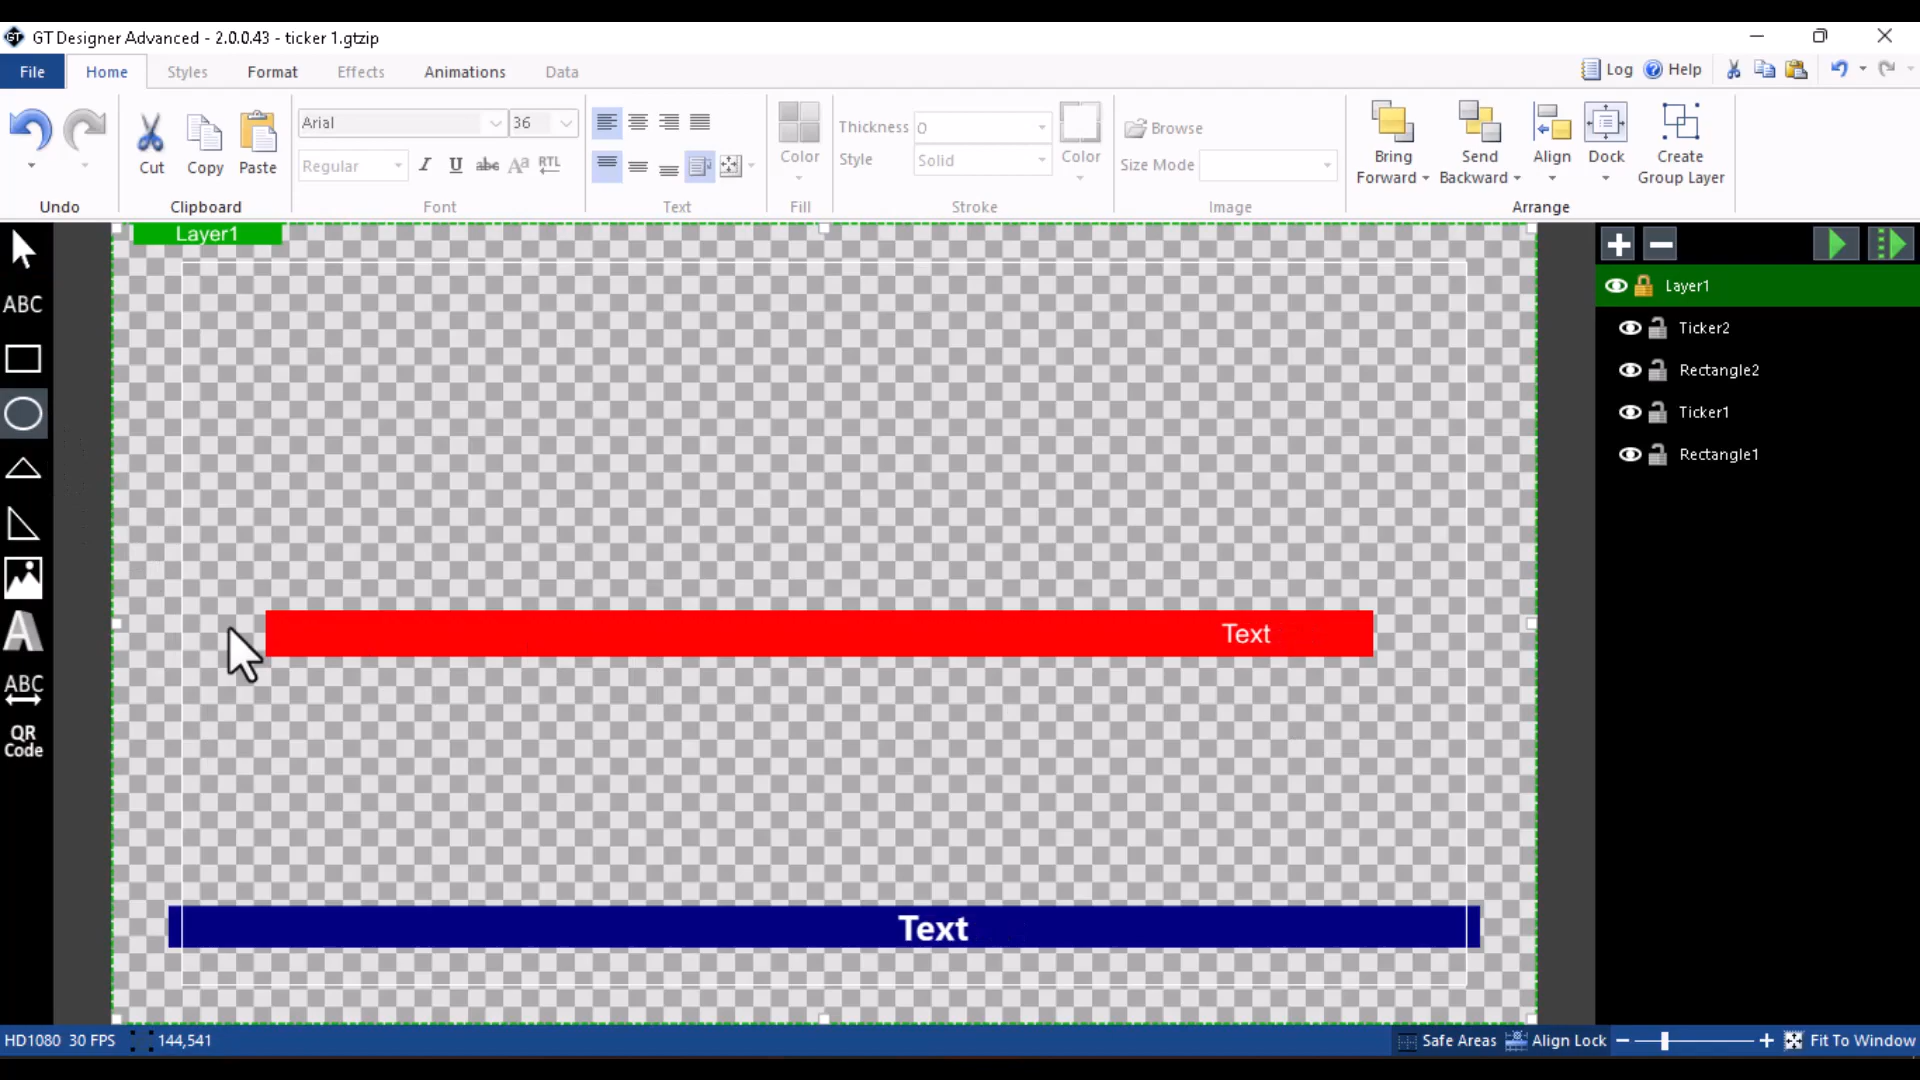 GT Designer Advanced - 2.0.0.43 - ticker 1.gtzip
File Home Styles Format Effects Animations Data Log Help
Arial 36 Regular
Cut Copy Paste
RTL
Color
Thickness 0
Style Solid
Color
Browse
Size Mode
Bring Forward
Send Backward
Align
Dock
Create Group Layer
Undo Clipboard Font Text Fill Stroke Image Arrange
Layer1
ABC
ABC
QR
Code
Text
Text
Layer1
Ticker2
Rectangle2
Ticker1
Rectangle1
HD1080 30 FPS 144,541 Safe Areas Align Lock Fit To Window